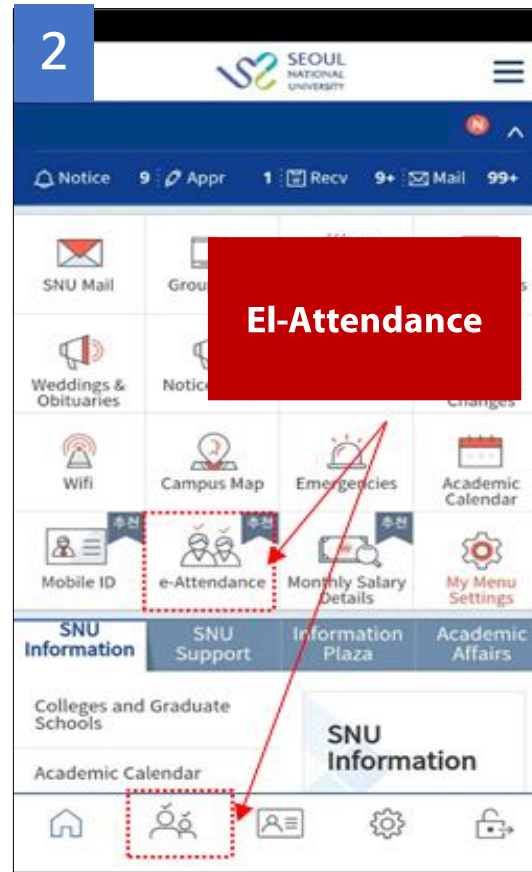 2
SEOUL
NATIONAL
UNIVERSITY
N
Notice 9 Appr 1 Recv 9+ Mail 99+
El-Attendance
SNU Mail
Weddings &
Obituaries
Changes
Wifi Campus Map Emergencies Academic
Calendar
추천 추천 추천
Mobile ID e-Attendance Monthly Salary
Details My Menu
Settings
SNU
Information SNU
Support Information
Plaza Academic
Affairs
Colleges and Graduate
Schools
Academic Calendar
SNU
Information